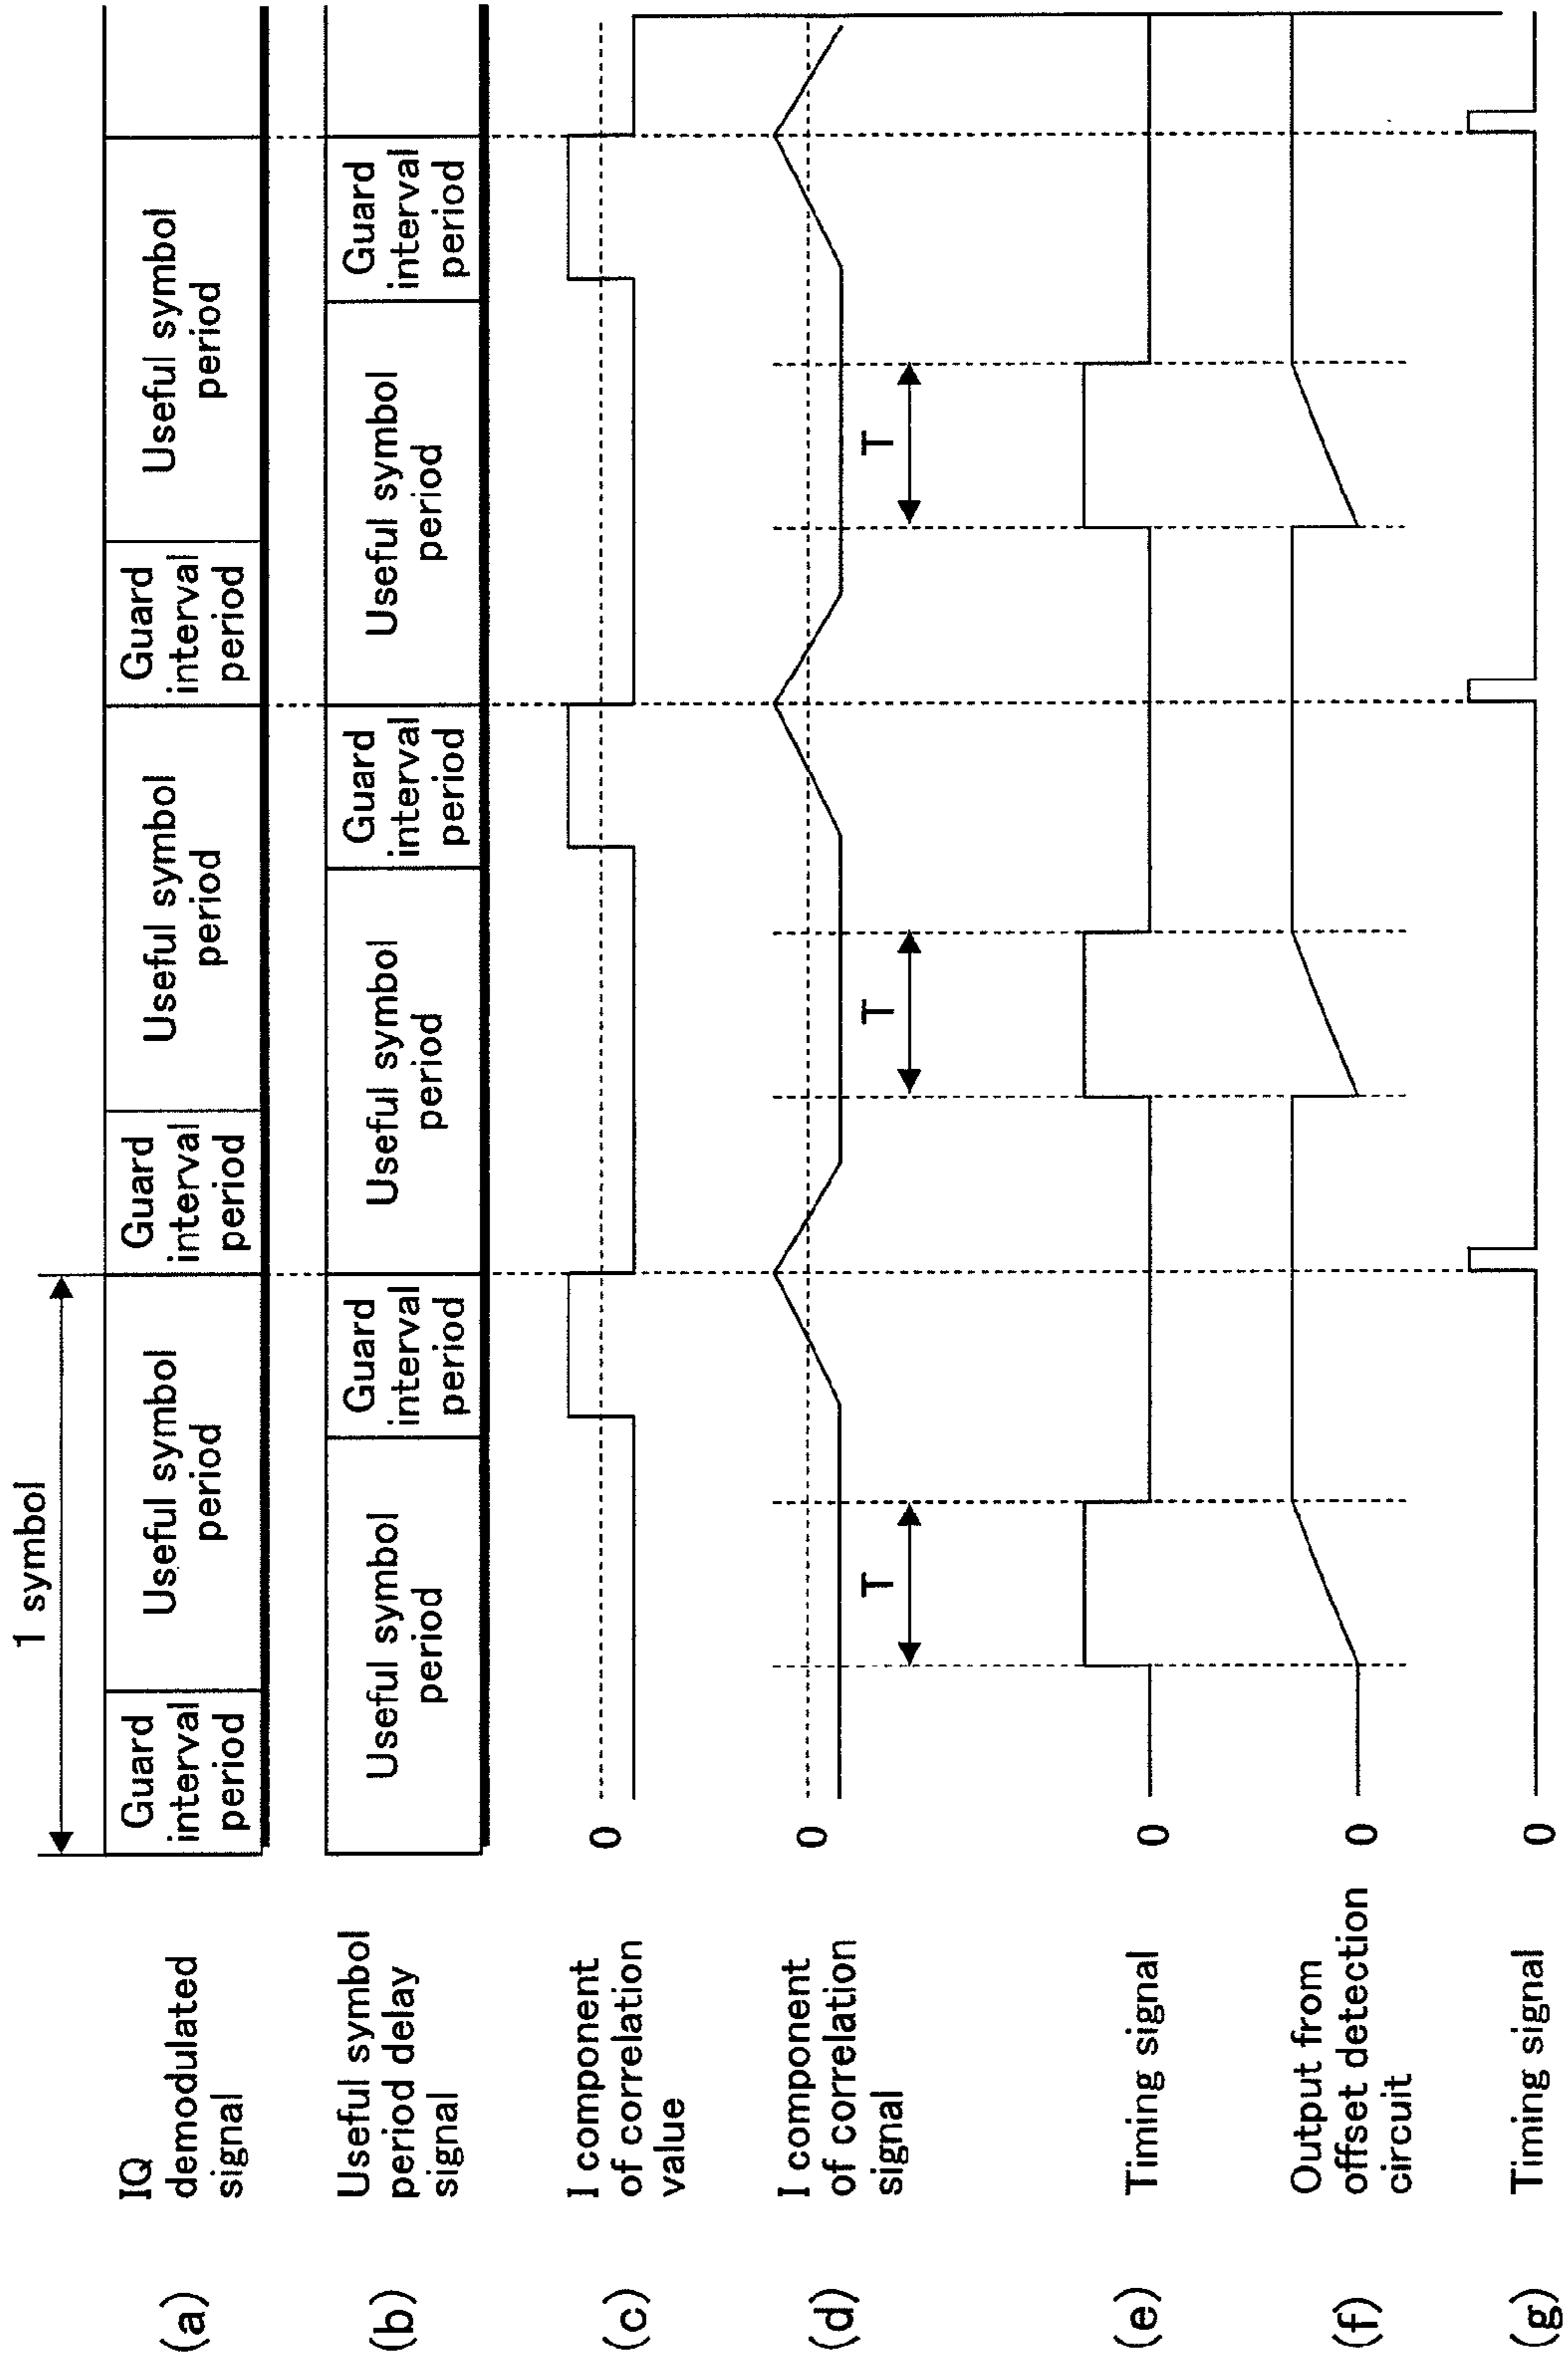 1 symbol
(a)
IQ
demodulated
signal
Guard
interval
period
Useful symbol
period
Guard
interval
period
Useful symbol
period
Guard
interval
period
Useful symbol
period
(b)
Useful symbol
period delay
signal
Useful symbol
period
Guard
interval
period
Useful symbol
period
Guard
interval
period
Useful symbol
period
Guard
interval
period
(c)
I component
of correlation
value
0
(d)
I component
of correlation
signal
0
T
T
T
(e)
Timing signal
0
(f)
Output from
offset detection
circuit
0
(g)
Timing signal
0